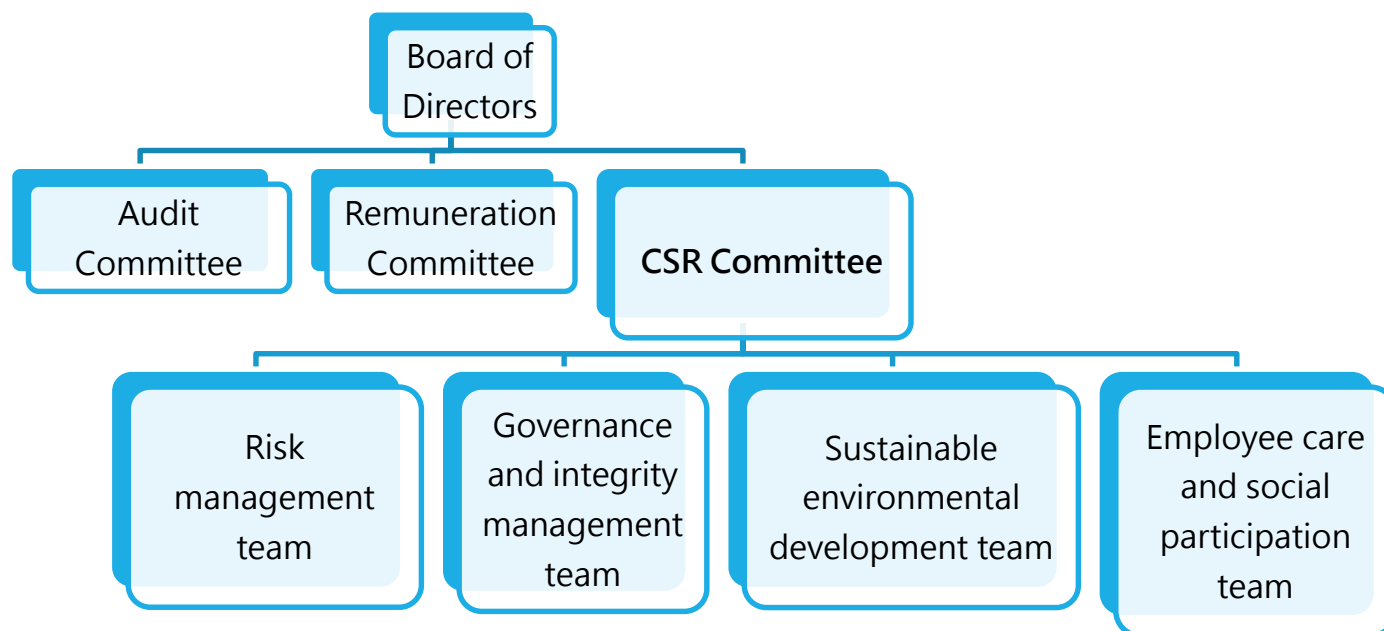 Board of
Directors
Audit
Committee
Remuneration
Committee
CSR Committee
Risk
management
team
Governance
and integrity
management
team
Sustainable
environmental
development team
Employee care
and social
participation
team